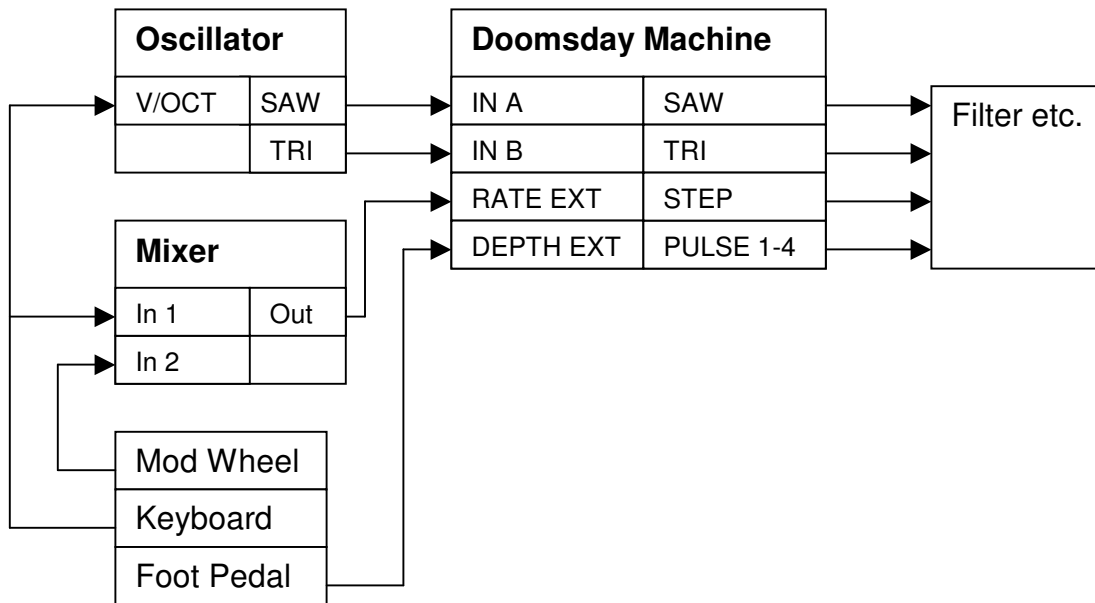 Oscillator
V/OCT SAW
TRI
Mixer
In 1 Out
In 2
Mod Wheel
Keyboard
Foot Pedal
Doomsday Machine
IN A SAW
IN B TRI
RATE EXT STEP
DEPTH EXT PULSE 1-4
Filter etc.